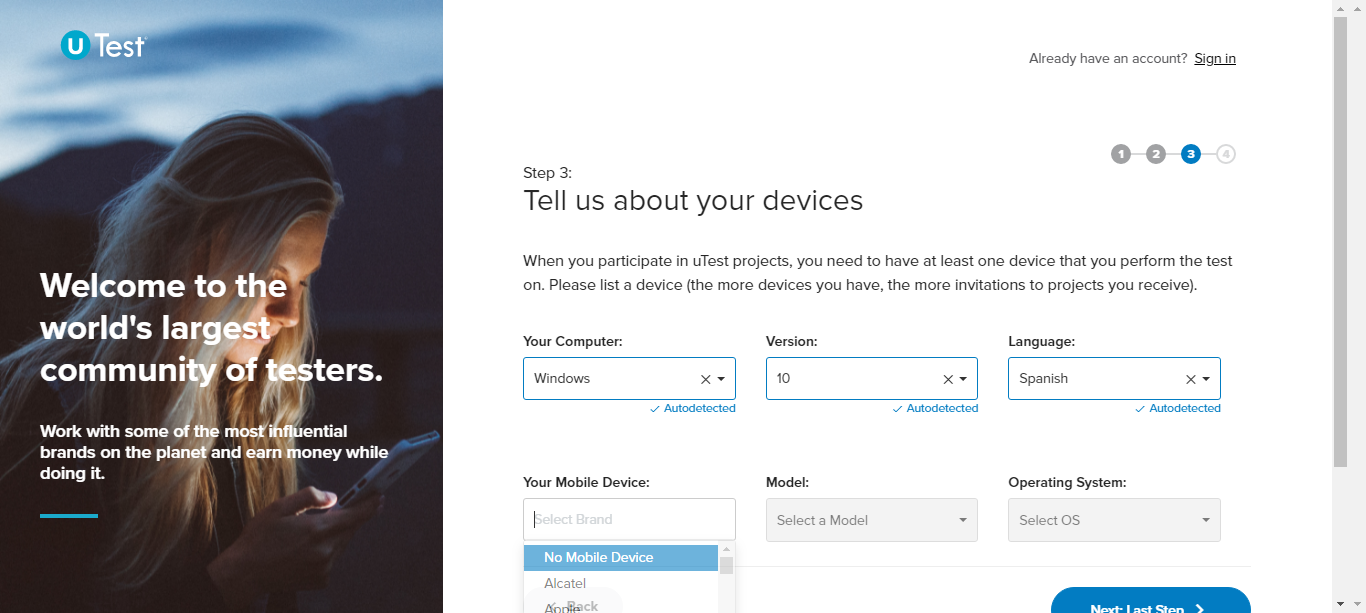 uTest
Already have an account? Sign in
1 2 3 4
Step 3:
Tell us about your devices
Welcome to the
world's largest
community of testers.
Work with some of the most influential
brands on the planet and earn money while
doing it.
When you participate in uTest projects, you need to have at least one device that you perform the test
on. Please list a device (the more devices you have, the more invitations to projects you receive).
Your Computer: Version: Language:
Windows 10 Spanish
Autodetected Autodetected Autodetected
Your Mobile Device: Model: Operating System:
Select Brand Select a Model Select OS
No Mobile Device
Alcatel
Apple
Back
Next: Last Step